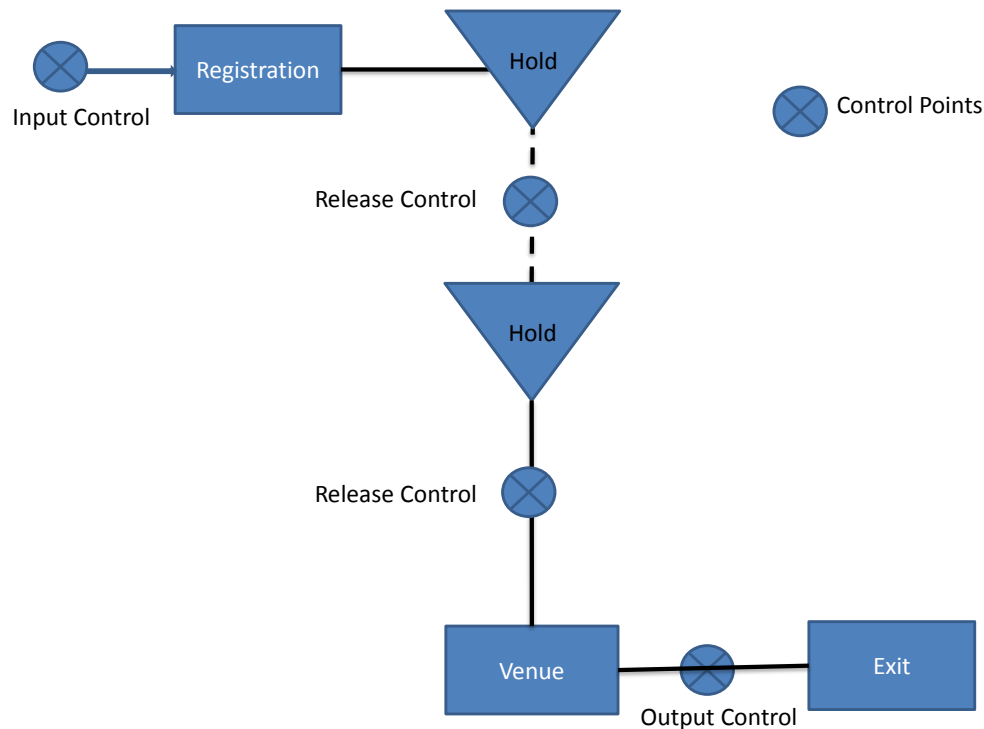 Hold
Registration
Input Control
Control Points
Release Control
Hold
Release Control
Venue
Exit
Output Control